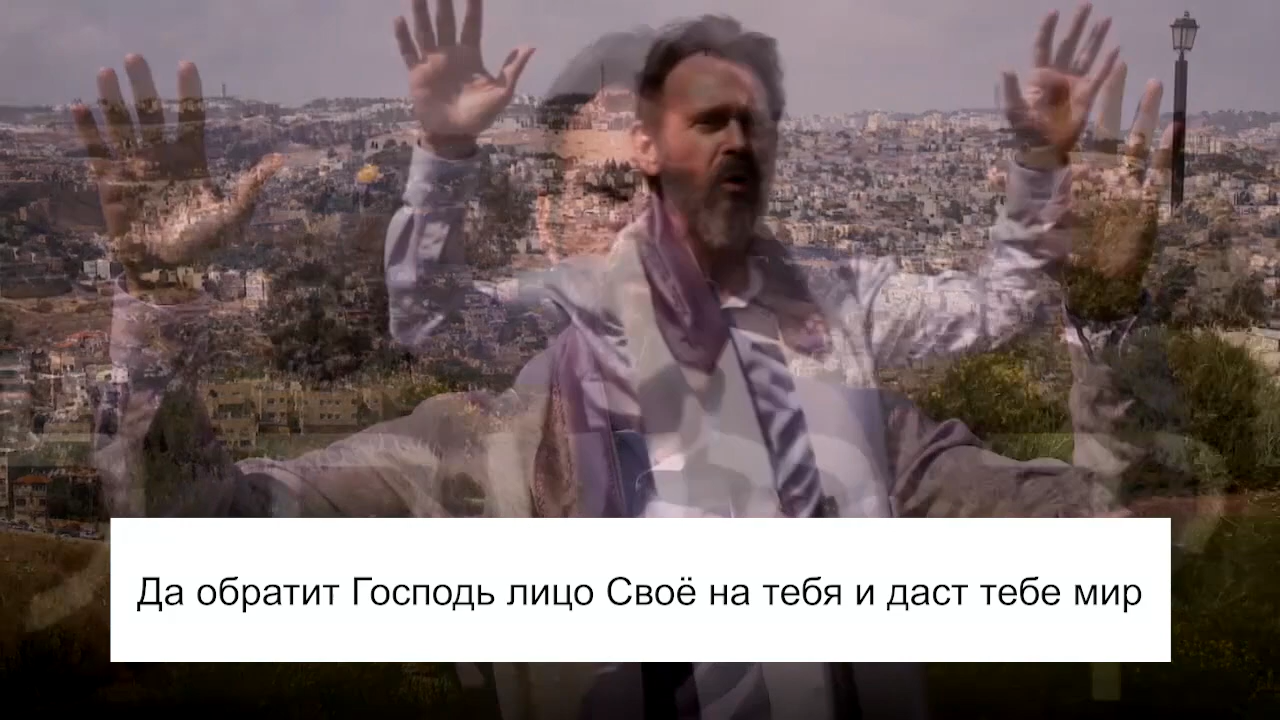 Да обратит Господь лицо Своё на тебя и даст тебе мир